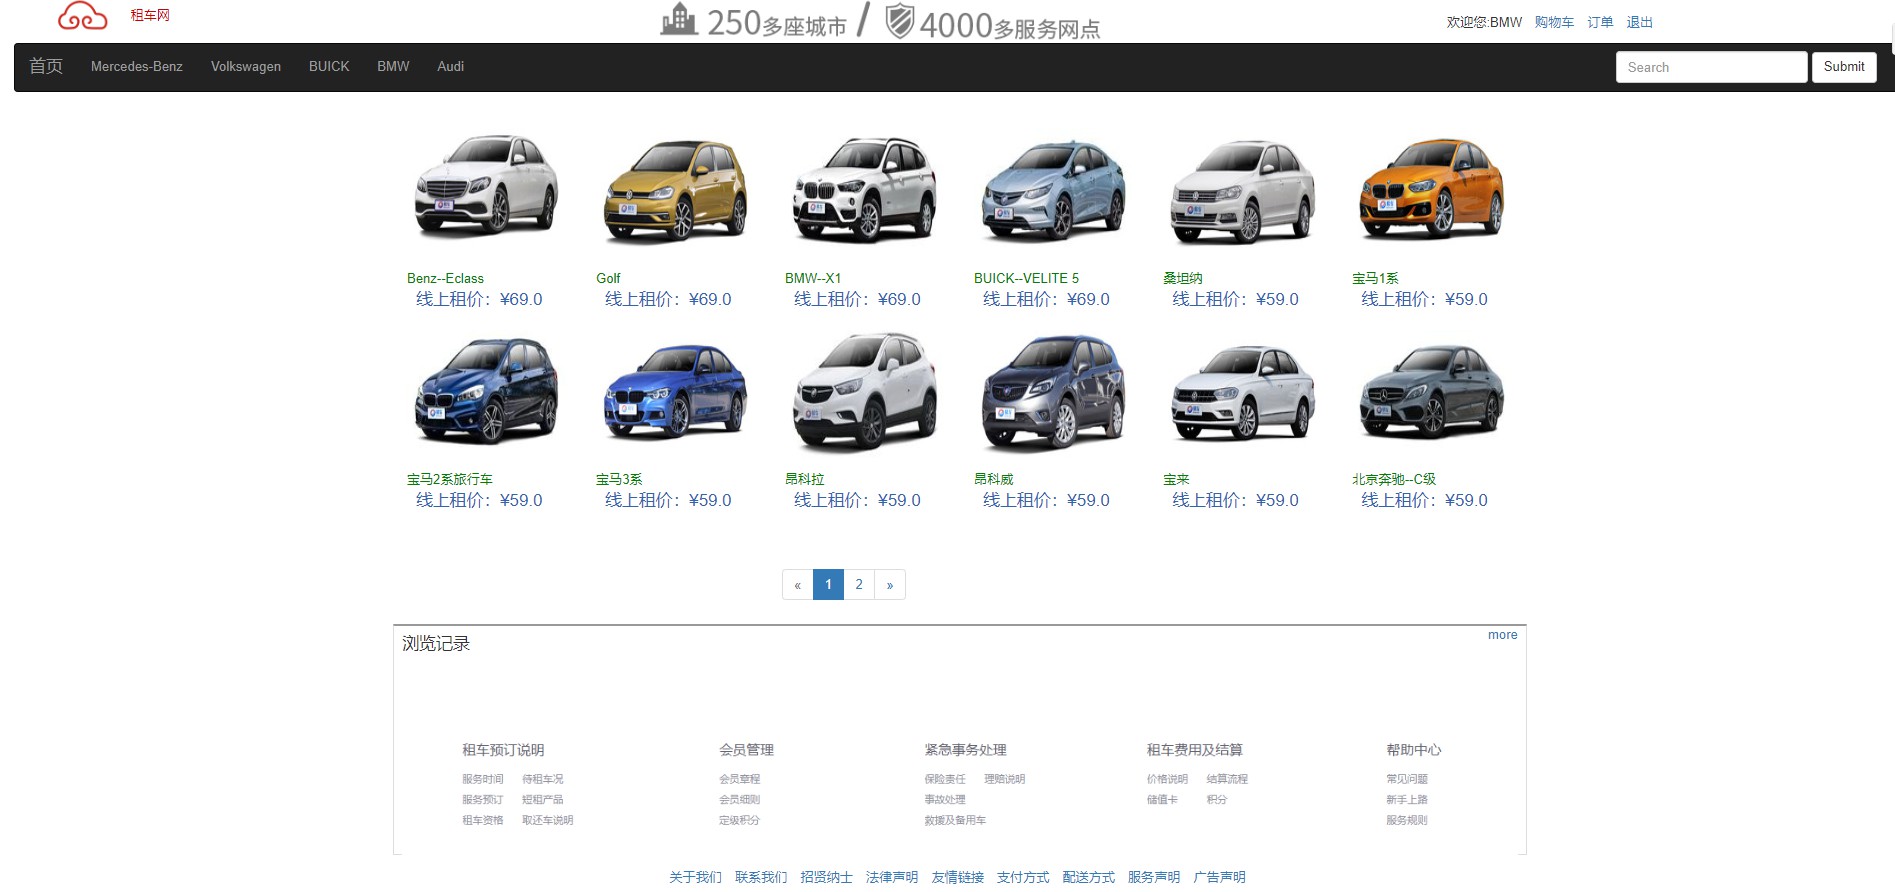 租车网
250多座城市 / 4000多服务网点
欢迎您:BMW 购物车 订单 退出
首页 Mercedes-Benz Volkswagen BUICK BMW Audi Search Submit
Benz--Eclass Golf BMW--X1 BUICK--VELITE 5 桑坦纳 宝马1系
线上租价：¥69.0 线上租价：¥69.0 线上租价：¥69.0 线上租价：¥69.0 线上租价：¥59.0 线上租价：¥59.0
宝马2系旅行车 宝马3系 昂科拉 昂科威 宝来 北京奔驰--C级
线上租价：¥59.0 线上租价：¥59.0 线上租价：¥59.0 线上租价：¥59.0 线上租价：¥59.0 线上租价：¥59.0
« 1 2 »
浏览记录 more
租车预订说明 会员管理 紧急事务处理 租车费用及结算 帮助中心
服务时间 待租车况 会员章程 保险责任 理赔说明 价格说明 结算流程 常见问题
服务预订 短租产品 会员细则 事故处理 储值卡 积分 新手上路
租车资格 取还车说明 定级积分 救援及备用车 服务规则
关于我们 联系我们 招贤纳士 法律声明 友情链接 支付方式 配送方式 服务声明 广告声明